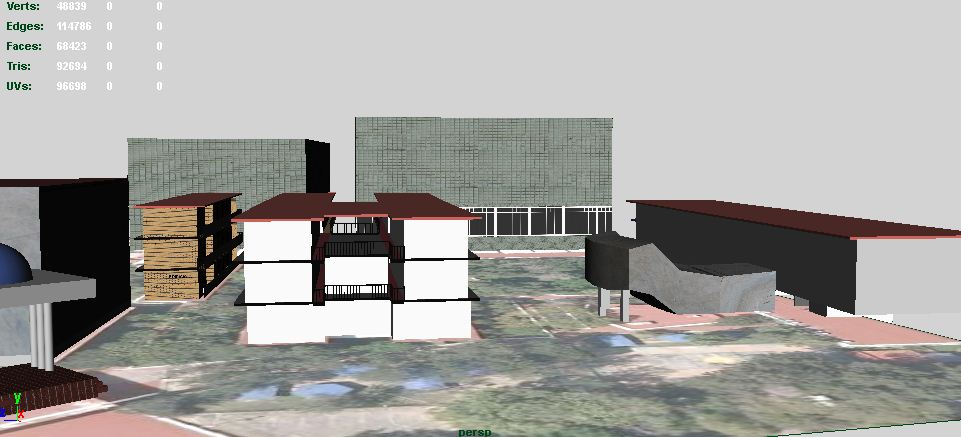 Verts: 48839 0 0
Edges: 114786 0 0
Faces: 68423 0 0
Tris: 92694 0 0
UVs: 96698 0 0
y
x
persp